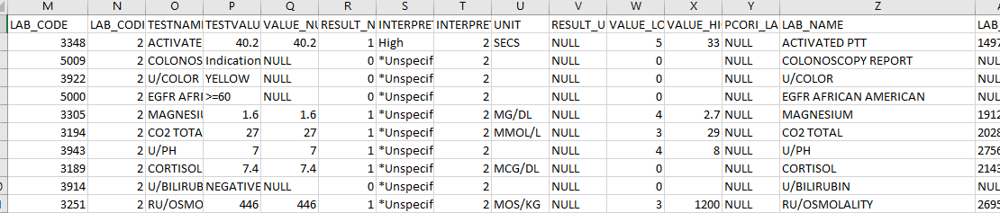 M N O P Q R S T U V W X Y Z
LAB_CODE LAB_CODI TESTNAM TESTVALU VALUE_NU RESULT_N INTERPRET INTERPRET UNIT RESULT_U VALUE_LO VALUE_HI PCORI_LA LAB_NAME LAB_
3348 2 ACTIVATE 40.2 40.2 1 High 2 SECS NULL 5 33 NULL ACTIVATED PTT 1497
5009 2 COLONOS Indication NULL 0 *Unspecif 2 NULL 0 NULL COLONOSCOPY REPORT NUL
3922 2 U/COLOR YELLOW NULL 0 *Unspecif 2 NULL 0 NULL U/COLOR NUL
5000 2 EGFR AFRI >=60 NULL 0 *Unspecif 2 NULL 0 NULL EGFR AFRICAN AMERICAN NUL
3305 2 MAGNESIU 1.6 1.6 1 *Unspecif 2 MG/DL NULL 4 2.7 NULL MAGNESIUM 1912
3194 2 CO2 TOTA 27 27 1 *Unspecif 2 MMOL/L NULL 3 29 NULL CO2 TOTAL 2028
3943 2 U/PH 7 7 1 *Unspecif 2 NULL 4 8 NULL U/PH 2756
3189 2 CORTISOL 7.4 7.4 1 *Unspecif 2 MCG/DL NULL 0 NULL CORTISOL 2143
3914 2 U/BILIRUB NEGATIVE NULL 0 *Unspecif 2 NULL 0 NULL U/BILIRUBIN NUL
3251 2 RU/OSMO 446 446 1 *Unspecif 2 MOS/KG NULL 3 1200 NULL RU/OSMOLALITY 2695